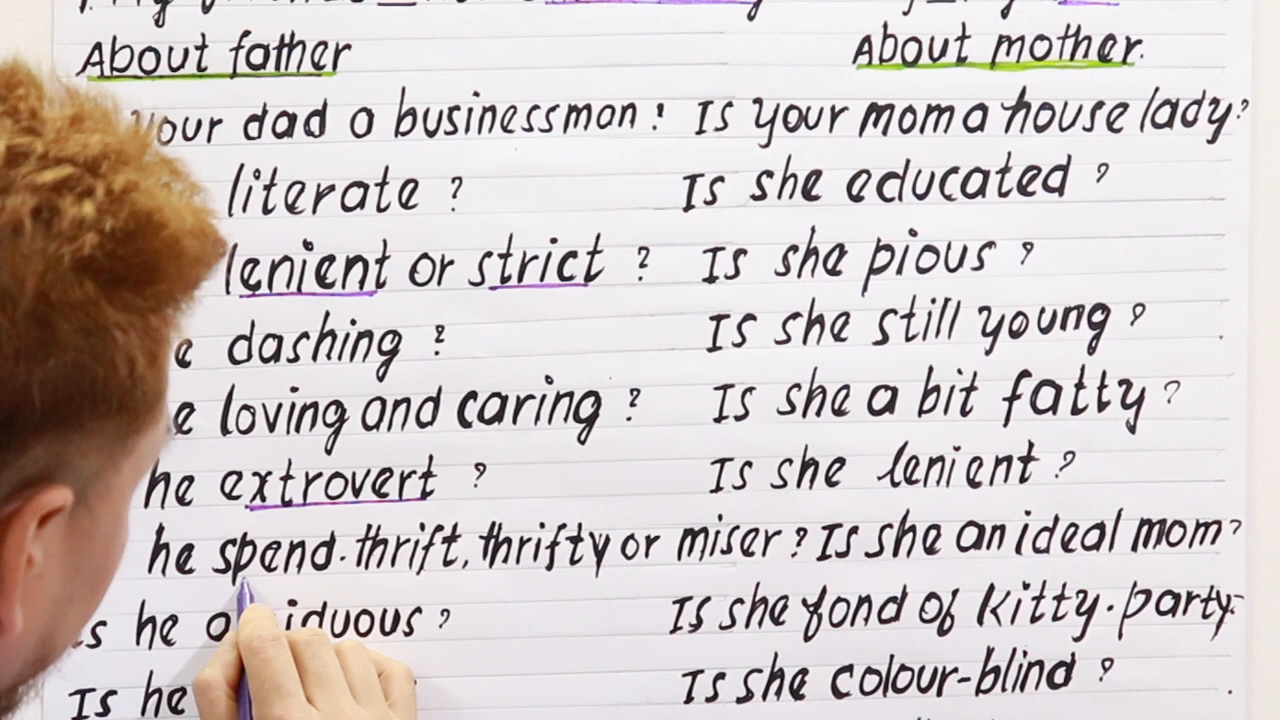 About father About mother.
your dad a businessman? Is your mom a house lady?
literate ? Is she educated ?
lenient or strict ? Is she pious ?
dashing ? Is she still young ?
loving and caring ? Is she a bit fatty ?
he extrovert ? Is she lenient ?
he spend-thrift, thrifty or miser? Is she an ideal mom?
Is he Is she fond of kitty-party
Is he Is she colour-blind ?